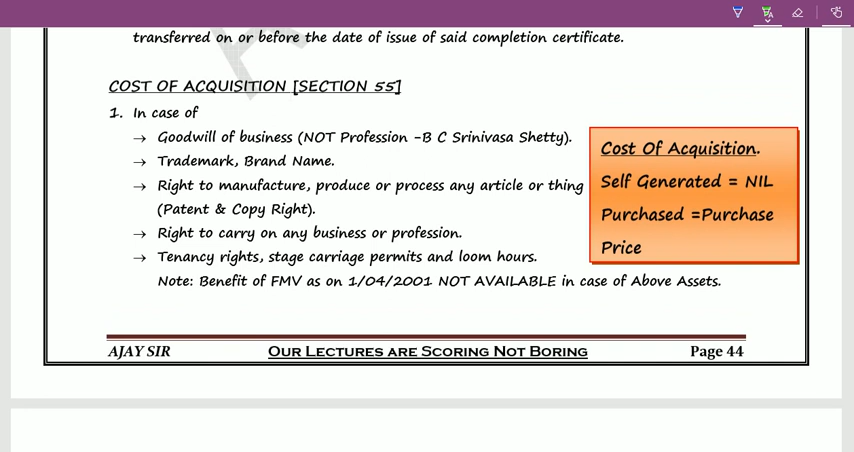 transferred on or before the date of issue of said completion certificate.
COST OF ACQUISITION [SECTION 55]
1. In case of
→ Goodwill of business (NOT Profession -B C Srinivasa Shetty).
→ Trademark, Brand Name.
→ Right to manufacture, produce or process any article or thing
(Patent & Copy Right).
→ Right to carry on any business or profession.
→ Tenancy rights, stage carriage permits and loom hours.
Note: Benefit of FMV as on 1/04/2001 NOT AVAILABLE in case of Above Assets.
Cost Of Acquisition.
Self Generated = NIL
Purchased =Purchase
Price
AJAY SIR OUR LECTURES ARE SCORING NOT BORING Page 44